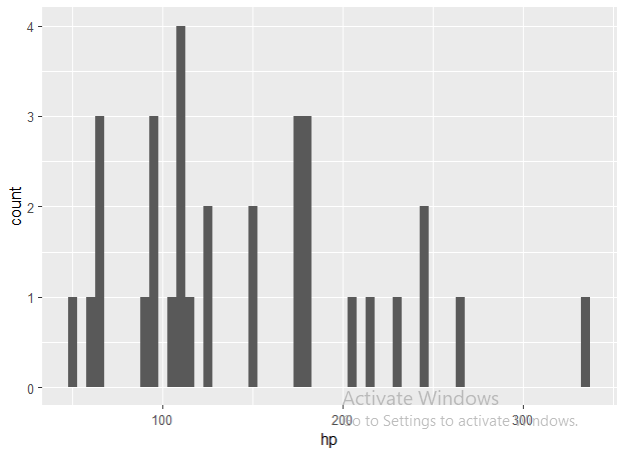 4
3
2
1
0
count
100
200
300
hp
Activate Windows
Go to Settings to activate Windows.